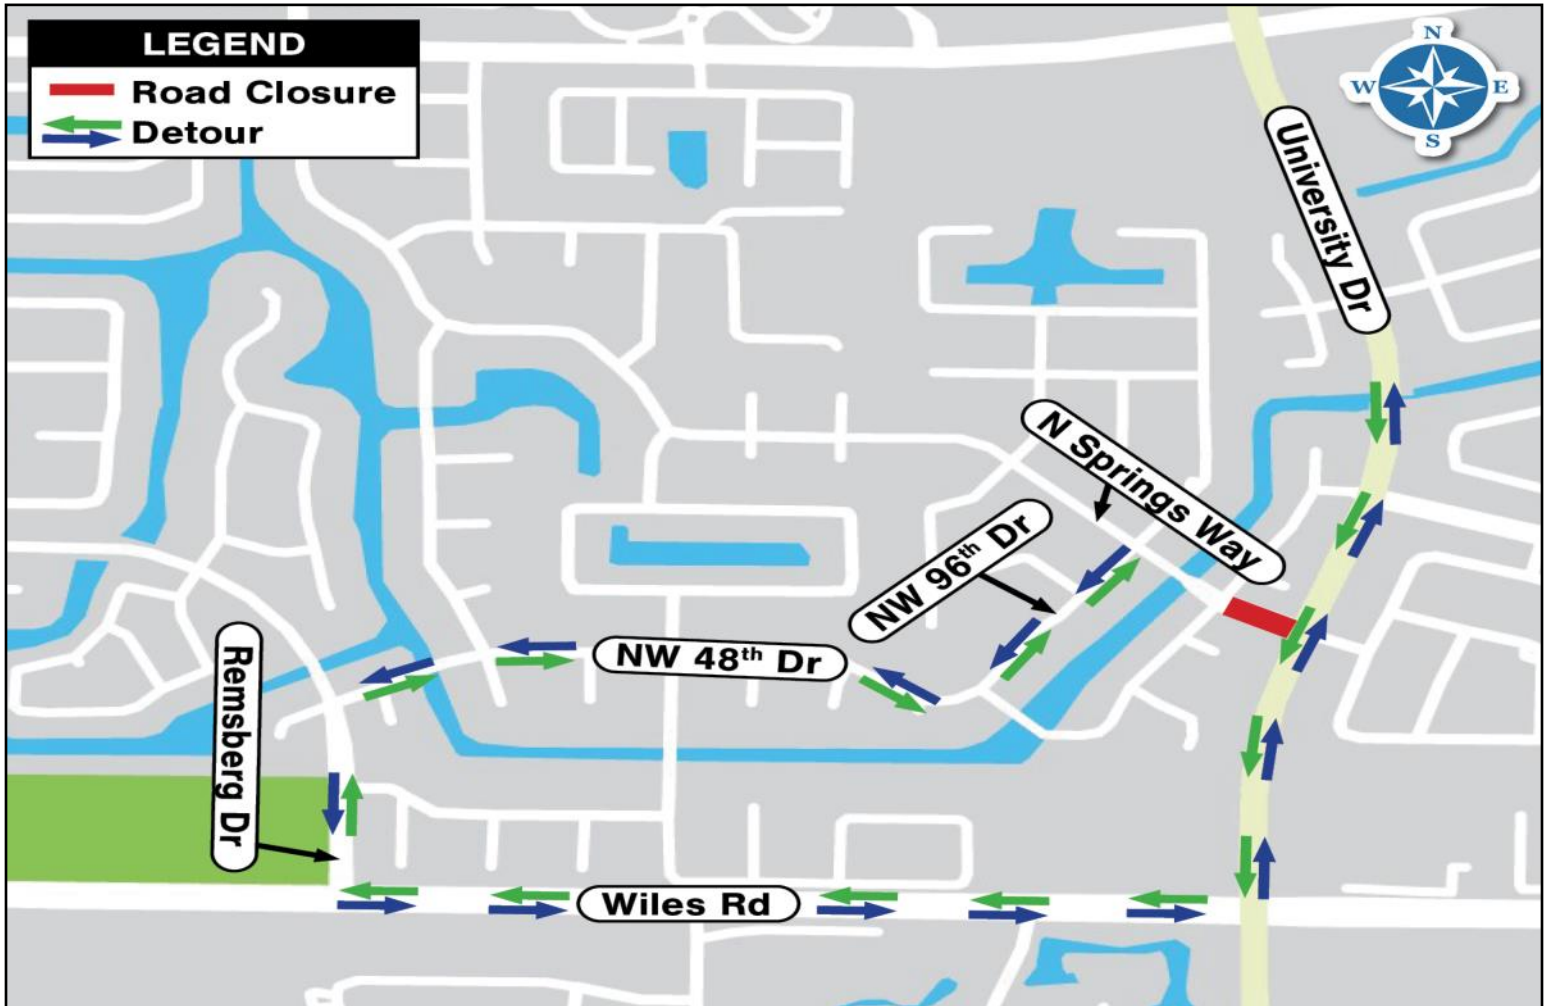 LEGEND
Road Closure
Detour
N
W E
S
University Dr
N Springs Way
NW 96th Dr
NW 48th Dr
Remsberg Dr
Wiles Rd